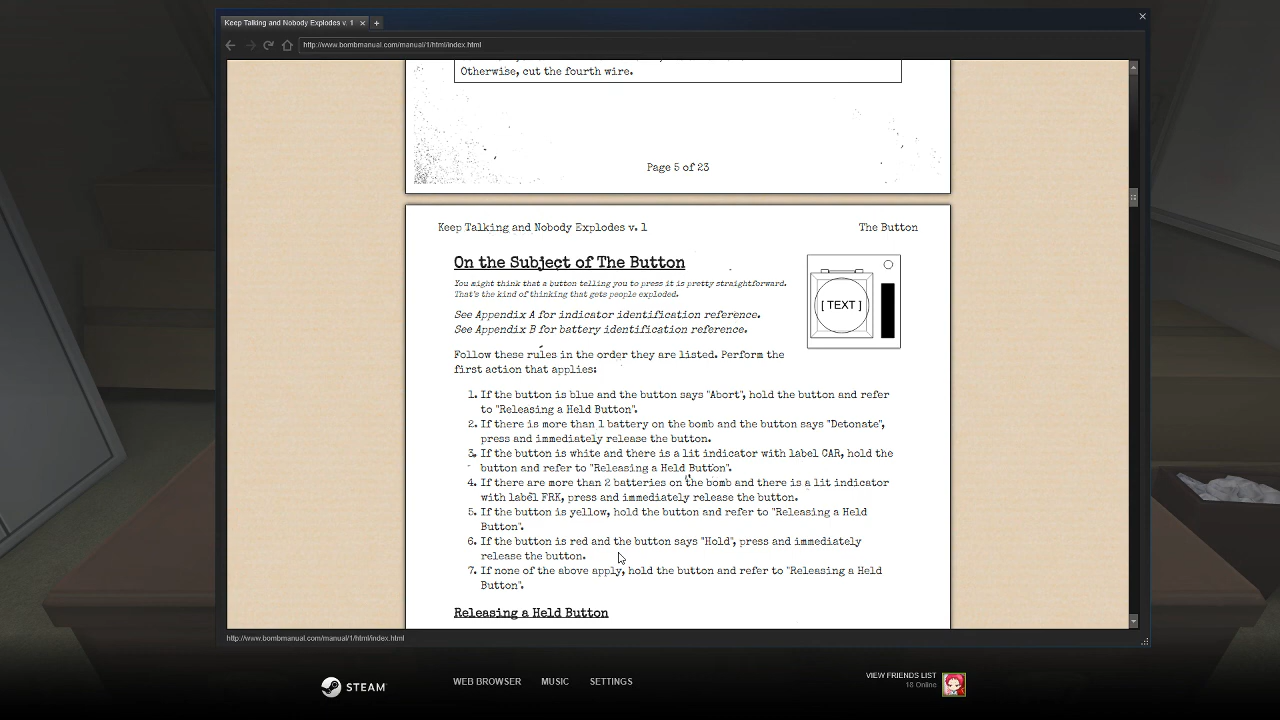 Keep Talking and Nobody Explodes v. 1
http://www.bombmanual.com/manual/1/html/index.html
Otherwise, cut the fourth wire.
Page 5 of 23
Keep Talking and Nobody Explodes v. 1
The Button
On the Subject of The Button
You might think that a button telling you to press it is pretty straightforward.
That's the kind of thinking that gets people exploded.
See Appendix A for indicator identification reference.
See Appendix B for battery identification reference.
[ TEXT ]
Follow these rules in the order they are listed. Perform the
first action that applies:
1. If the button is blue and the button says "Abort", hold the button and refer
to "Releasing a Held Button".
2. If there is more than 1 battery on the bomb and the button says "Detonate",
press and immediately release the button.
3. If the button is white and there is a lit indicator with label CAR, hold the
button and refer to "Releasing a Held Button".
4. If there are more than 2 batteries on the bomb and there is a lit indicator
with label FRK, press and immediately release the button.
5. If the button is yellow, hold the button and refer to "Releasing a Held
Button".
6. If the button is red and the button says "Hold", press and immediately
release the button.
7. If none of the above apply, hold the button and refer to "Releasing a Held
Button".
Releasing a Held Button
http://www.bombmanual.com/manual/1/html/index.html
STEAM
WEB BROWSER
MUSIC
SETTINGS
VIEW FRIENDS LIST
18 Online